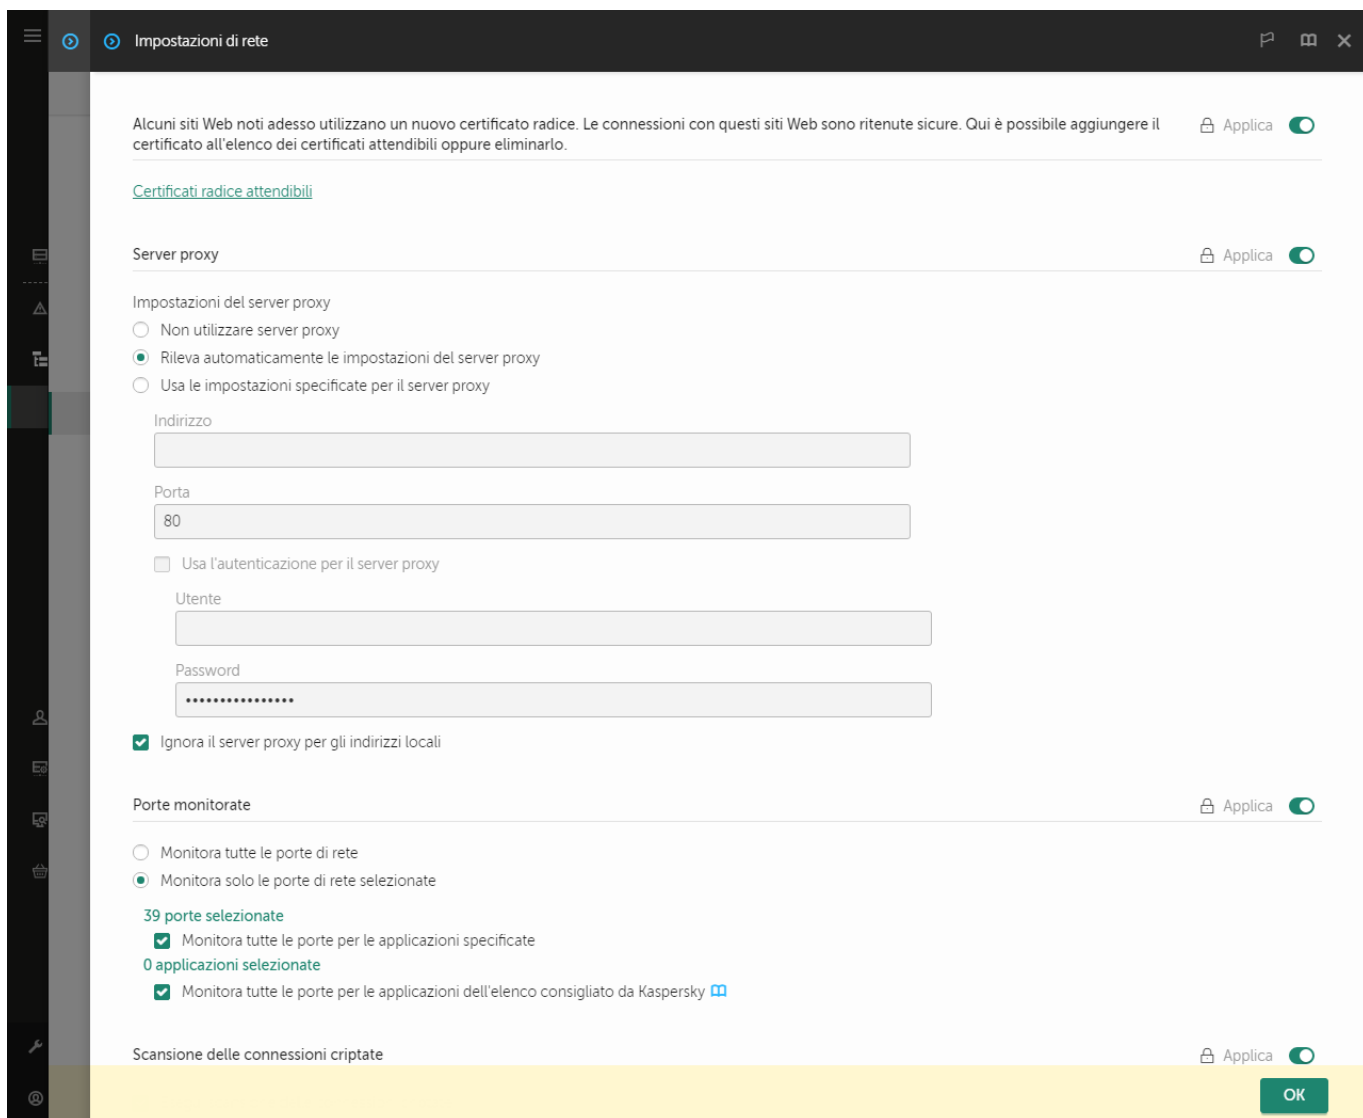 Impostazioni di rete
Alcuni siti Web noti adesso utilizzano un nuovo certificato radice. Le connessioni con questi siti Web sono ritenute sicure. Qui è possibile aggiungere il
certificato all'elenco dei certificati attendibili oppure eliminarlo.
Applica
Certificati radice attendibili
Server proxy
Applica
Impostazioni del server proxy
Non utilizzare server proxy
Rileva automaticamente le impostazioni del server proxy
Usa le impostazioni specificate per il server proxy
Indirizzo
Porta
80
Usa l'autenticazione per il server proxy
Utente
Password
••••••••••••••••
Ignora il server proxy per gli indirizzi locali
Porte monitorate
Applica
Monitora tutte le porte di rete
Monitora solo le porte di rete selezionate
39 porte selezionate
Monitora tutte le porte per le applicazioni specificate
0 applicazioni selezionate
Monitora tutte le porte per le applicazioni dell'elenco consigliato da Kaspersky
Scansione delle connessioni criptate
Applica
OK